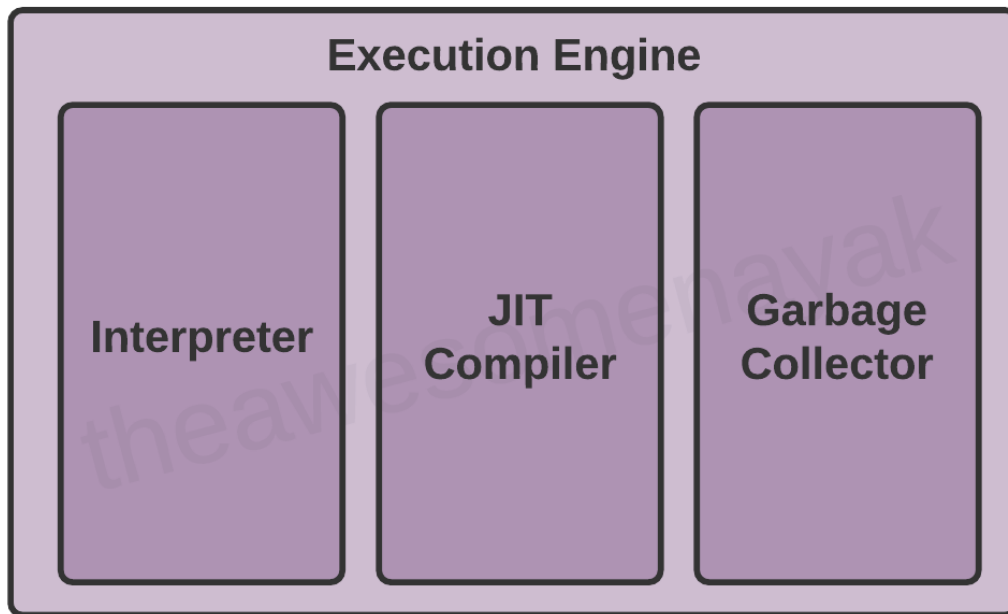 Execution Engine
Interpreter
JIT
Compiler
Garbage
Collector
theawesomenayak